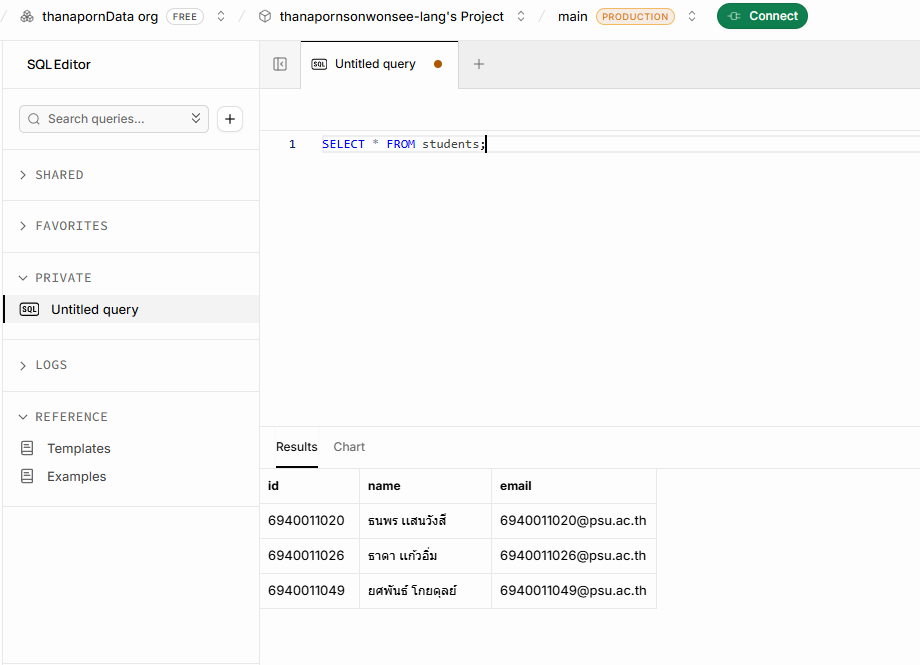 thanapornData org FREE / thanapornsonwonsee-lang's Project / main PRODUCTION Connect
SQL Editor
SQL Untitled query
Search queries...
1 SELECT * FROM students;
SHARED
FAVORITES
PRIVATE
SQL Untitled query
LOGS
REFERENCE
Templates
Examples
Results Chart
id name email
6940011020 ธนพร แสนวังสี 6940011020@psu.ac.th
6940011026 ธาดา แก้วอิ่ม 6940011026@psu.ac.th
6940011049 ยศพันธ์ โกยดุลย์ 6940011049@psu.ac.th